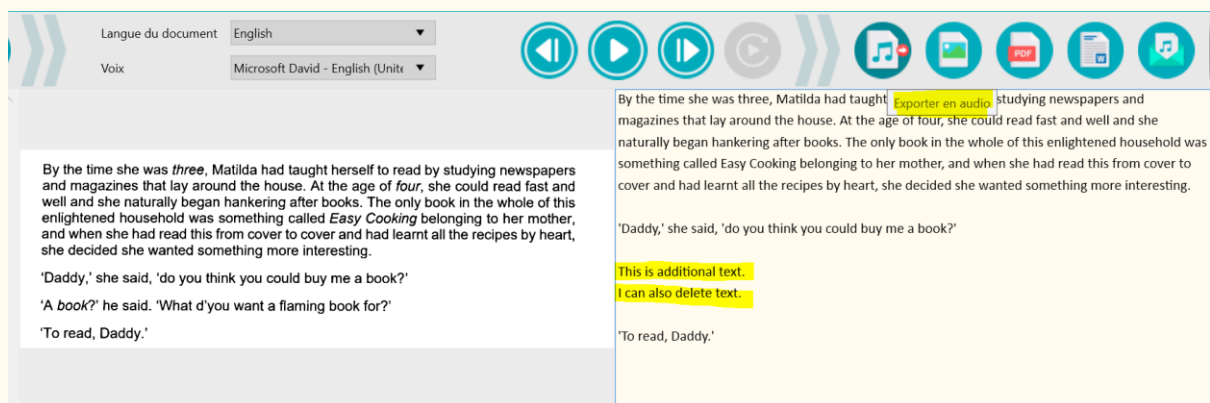 Langue du document English
Voix Microsoft David - English (Unite
PDF
W
By the time she was three, Matilda had taught herself to read by studying newspapers
and magazines that lay around the house. At the age of four, she could read fast and
well and she naturally began hankering after books. The only book in the whole of this
enlightened household was something called Easy Cooking belonging to her mother,
and when she had read this from cover to cover and had learnt all the recipes by heart,
she decided she wanted something more interesting.
'Daddy,' she said, 'do you think you could buy me a book?'
'A book?' he said. 'What d'you want a flaming book for?'
'To read, Daddy.'
By the time she was three, Matilda had taught Exporter en audio studying newspapers and
magazines that lay around the house. At the age of four, she could read fast and well and she
naturally began hankering after books. The only book in the whole of this enlightened household was
something called Easy Cooking belonging to her mother, and when she had read this from cover to
cover and had learnt all the recipes by heart, she decided she wanted something more interesting.
'Daddy,' she said, 'do you think you could buy me a book?'
This is additional text.
I can also delete text.
'To read, Daddy.'